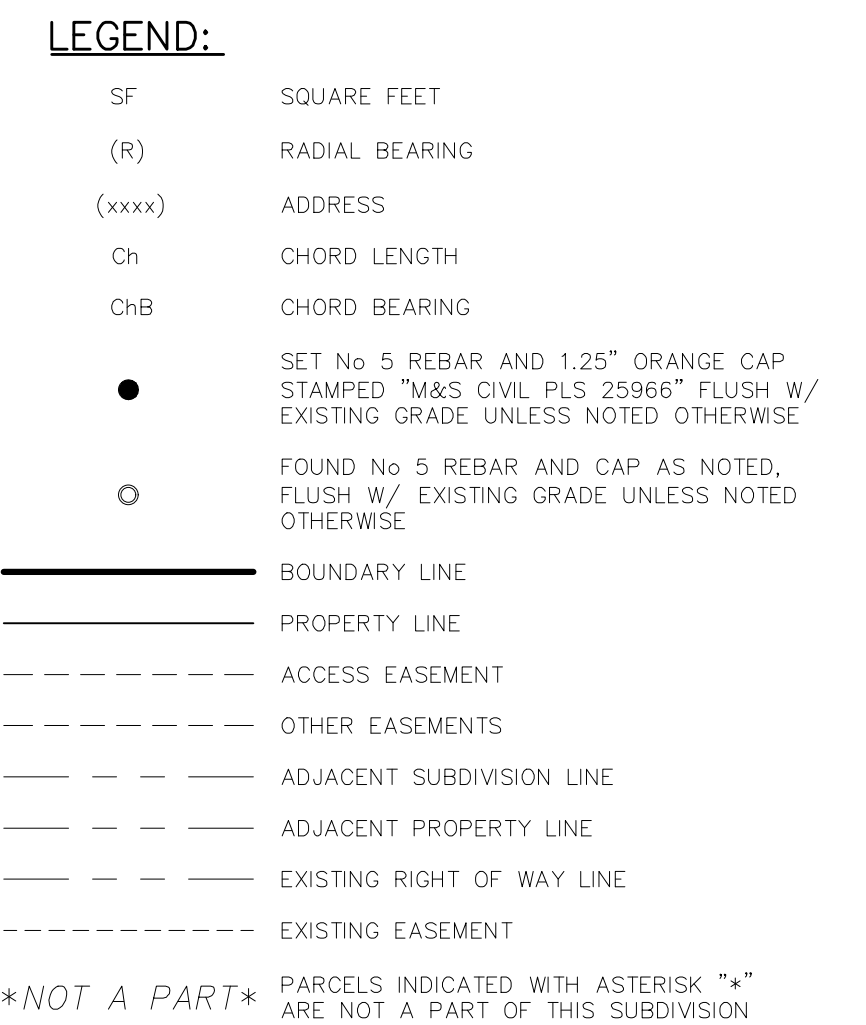 LEGEND:
SF SQUARE FEET
(R) RADIAL BEARING
(xxxx) ADDRESS
Ch CHORD LENGTH
ChB CHORD BEARING
SET No 5 REBAR AND 1.25" ORANGE CAP
STAMPED "M&S CIVIL PLS 25966" FLUSH W/
EXISTING GRADE UNLESS NOTED OTHERWISE
FOUND No 5 REBAR AND CAP AS NOTED,
FLUSH W/ EXISTING GRADE UNLESS NOTED
OTHERWISE
BOUNDARY LINE
PROPERTY LINE
ACCESS EASEMENT
OTHER EASEMENTS
ADJACENT SUBDIVISION LINE
ADJACENT PROPERTY LINE
EXISTING RIGHT OF WAY LINE
EXISTING EASEMENT
*NOT A PART* PARCELS INDICATED WITH ASTERISK "*"
ARE NOT A PART OF THIS SUBDIVISION